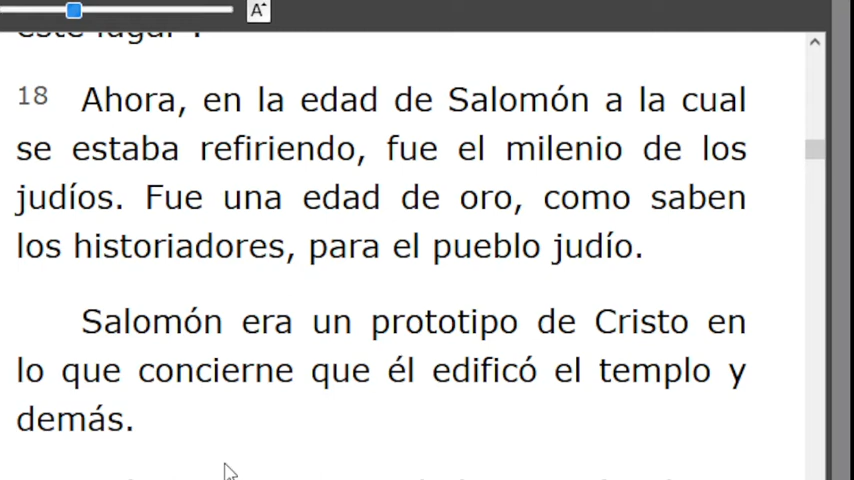 este lugar".
18 Ahora, en la edad de Salomón a la cual
se estaba refiriendo, fue el milenio de los
judíos. Fue una edad de oro, como saben
los historiadores, para el pueblo judío.
Salomón era un prototipo de Cristo en
lo que concierne que él edificó el templo y
demás.